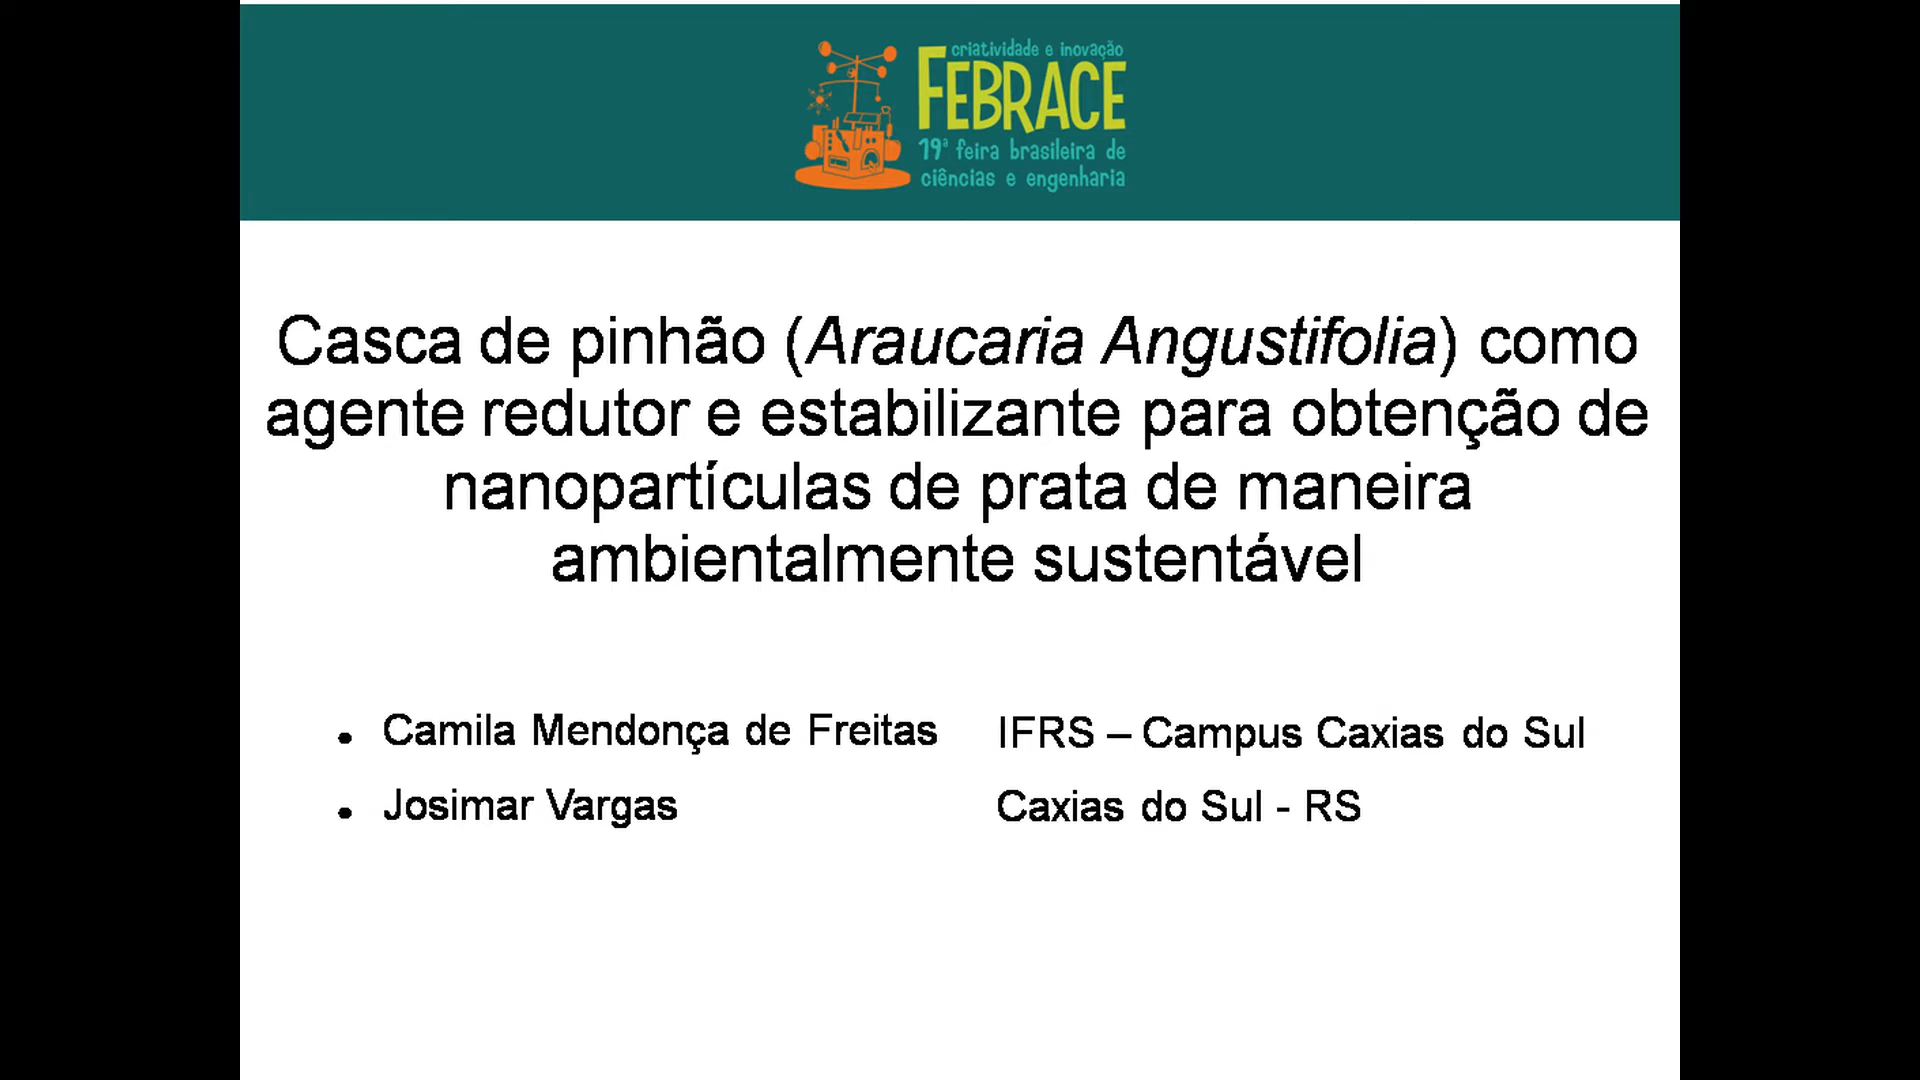 criatividade e inovação
FEBRACE
19ª feira brasileira de
ciências e engenharia
Casca de pinhão (Araucaria Angustifolia) como
agente redutor e estabilizante para obtenção de
nanopartículas de prata de maneira
ambientalmente sustentável
• Camila Mendonça de Freitas
• Josimar Vargas
IFRS – Campus Caxias do Sul
Caxias do Sul - RS